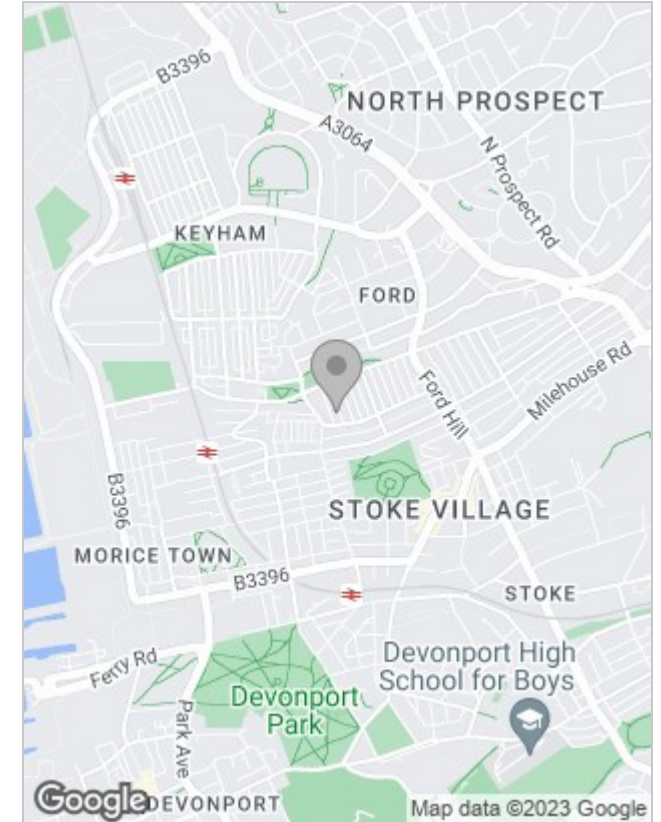 B3396
NORTH PROSPECT
A3064
N Prospect Rd
KEYHAM
FORD
Ford Hill
Milehouse Rd
B3396
STOKE VILLAGE
MORICE TOWN
B3396
STOKE
Ferry Rd
Devonport High
School for Boys
Park Ave
Devonport
Park
Google
DEVONPORT
Map data ©2023 Google